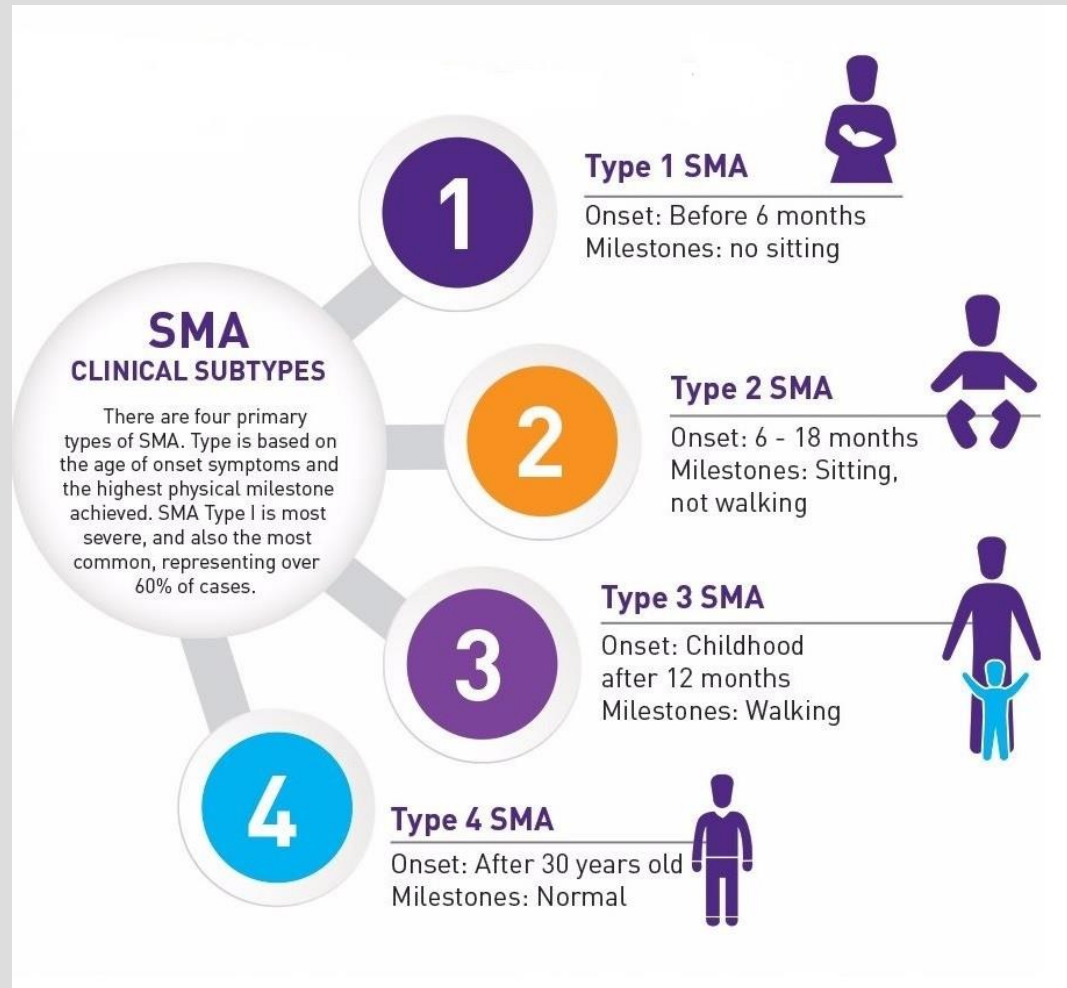 SMA
CLINICAL SUBTYPES
There are four primary
types of SMA. Type is based on
the age of onset symptoms and
the highest physical milestone
achieved. SMA Type I is most
severe, and also the most
common, representing over
60% of cases.
1
Type 1 SMA
Onset: Before 6 months
Milestones: no sitting
2
Type 2 SMA
Onset: 6 - 18 months
Milestones: Sitting,
not walking
3
Type 3 SMA
Onset: Childhood
after 12 months
Milestones: Walking
4
Type 4 SMA
Onset: After 30 years old
Milestones: Normal